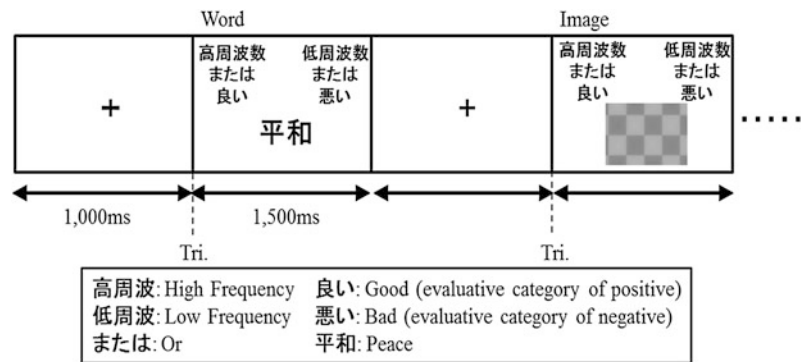 Word
Image
+
高周波数
または
良い
低周波数
または
悪い
平和
+
高周波数
または
良い
低周波数
または
悪い
.....
1,000ms
1,500ms
Tri.
Tri.
高周波: High Frequency
良い: Good (evaluative category of positive)
低周波: Low Frequency
悪い: Bad (evaluative category of negative)
または: Or
平和: Peace